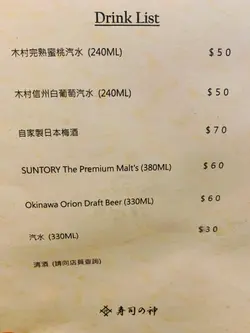 Drink List
木村完熟蜜桃汽水 (240ML) $50
木村信州白葡萄汽水 (240ML) $50
自家製日本梅酒 $70
SUNTORY The Premium Malt's (380ML) $60
Okinawa Orion Draft Beer (330ML) $60
汽水 (330ML) $30
清酒 (請向店員查詢)
寿司の神